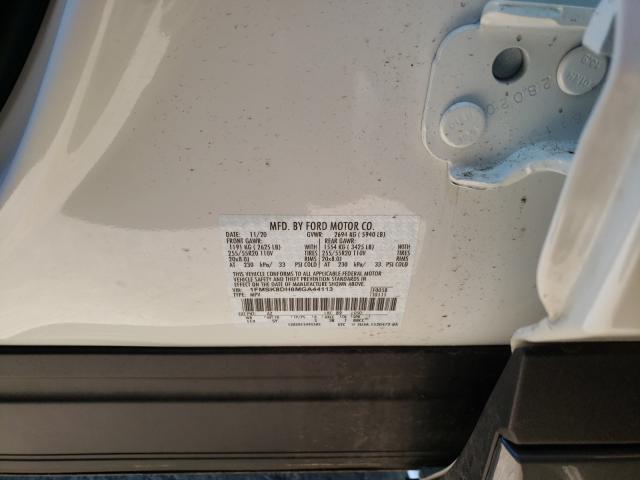 MFD. BY FORD MOTOR CO.
DATE: 11/20 GVWR: 2694 KG ( 5940 LB)
FRONT GAWR: REAR GAWR:
1191 KG ( 2625 LB) WITH 1554 KG ( 3425 LB) WITH
255/55R20 110V TIRES 255/55R20 110V TIRES
20x8.0J RIMS 20x8.0J RIMS
AT 230 kPa/ 33 PSI COLD AT 230 kPa/ 33 PSI COLD
THIS VEHICLE CONFORMS TO ALL APPLICABLE FEDERAL MOTOR
VEHICLE SAFETY AND THEFT PREVENTION STANDARDS IN EFFECT ON
THE DATE OF MANUFACTURE SHOWN ABOVE.
VIN: 1FMSK8DH8MGA44113
TYPE: MPV
EXT PNT: